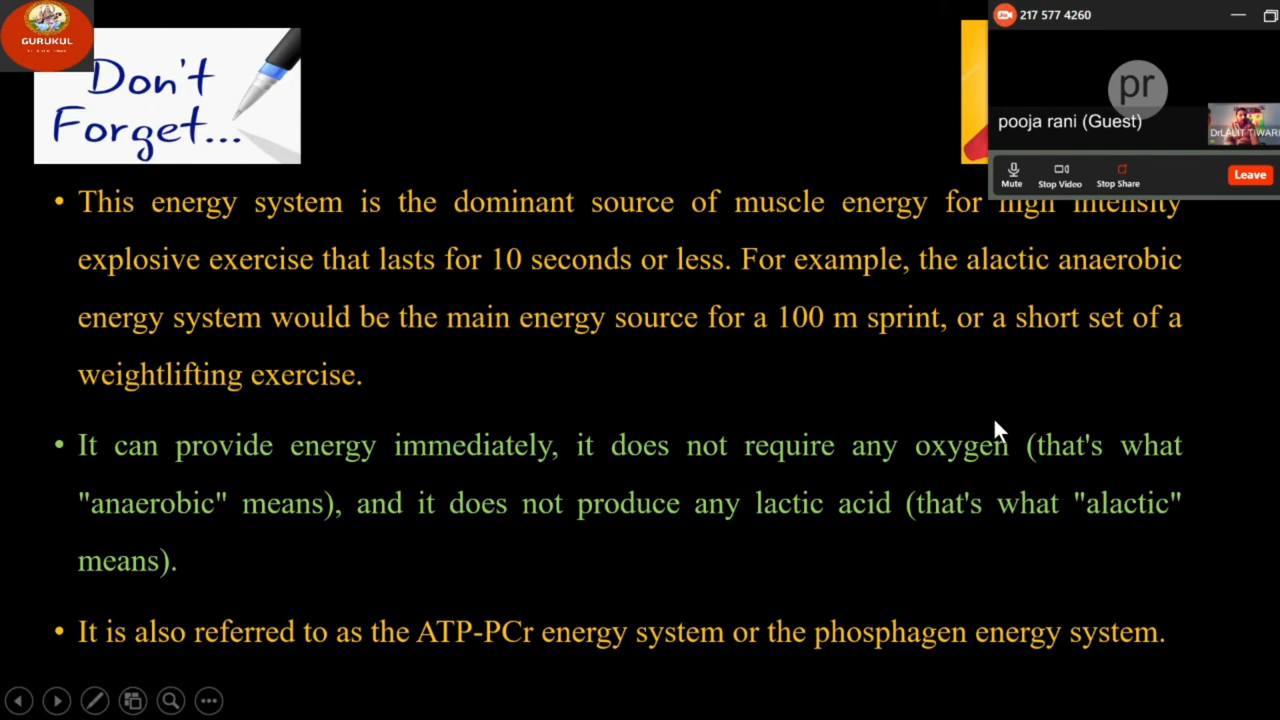 GURUKUL
Don't
Forget...
217 577 4260
pr
pooja rani (Guest)
DrLALIT TIWARI
Mute
Stop Video
Stop Share
Leave
• This energy system is the dominant source of muscle energy for high intensity
explosive exercise that lasts for 10 seconds or less. For example, the alactic anaerobic
energy system would be the main energy source for a 100 m sprint, or a short set of a
weightlifting exercise.
• It can provide energy immediately, it does not require any oxygen (that's what
"anaerobic" means), and it does not produce any lactic acid (that's what "alactic"
means).
• It is also referred to as the ATP-PCr energy system or the phosphagen energy system.